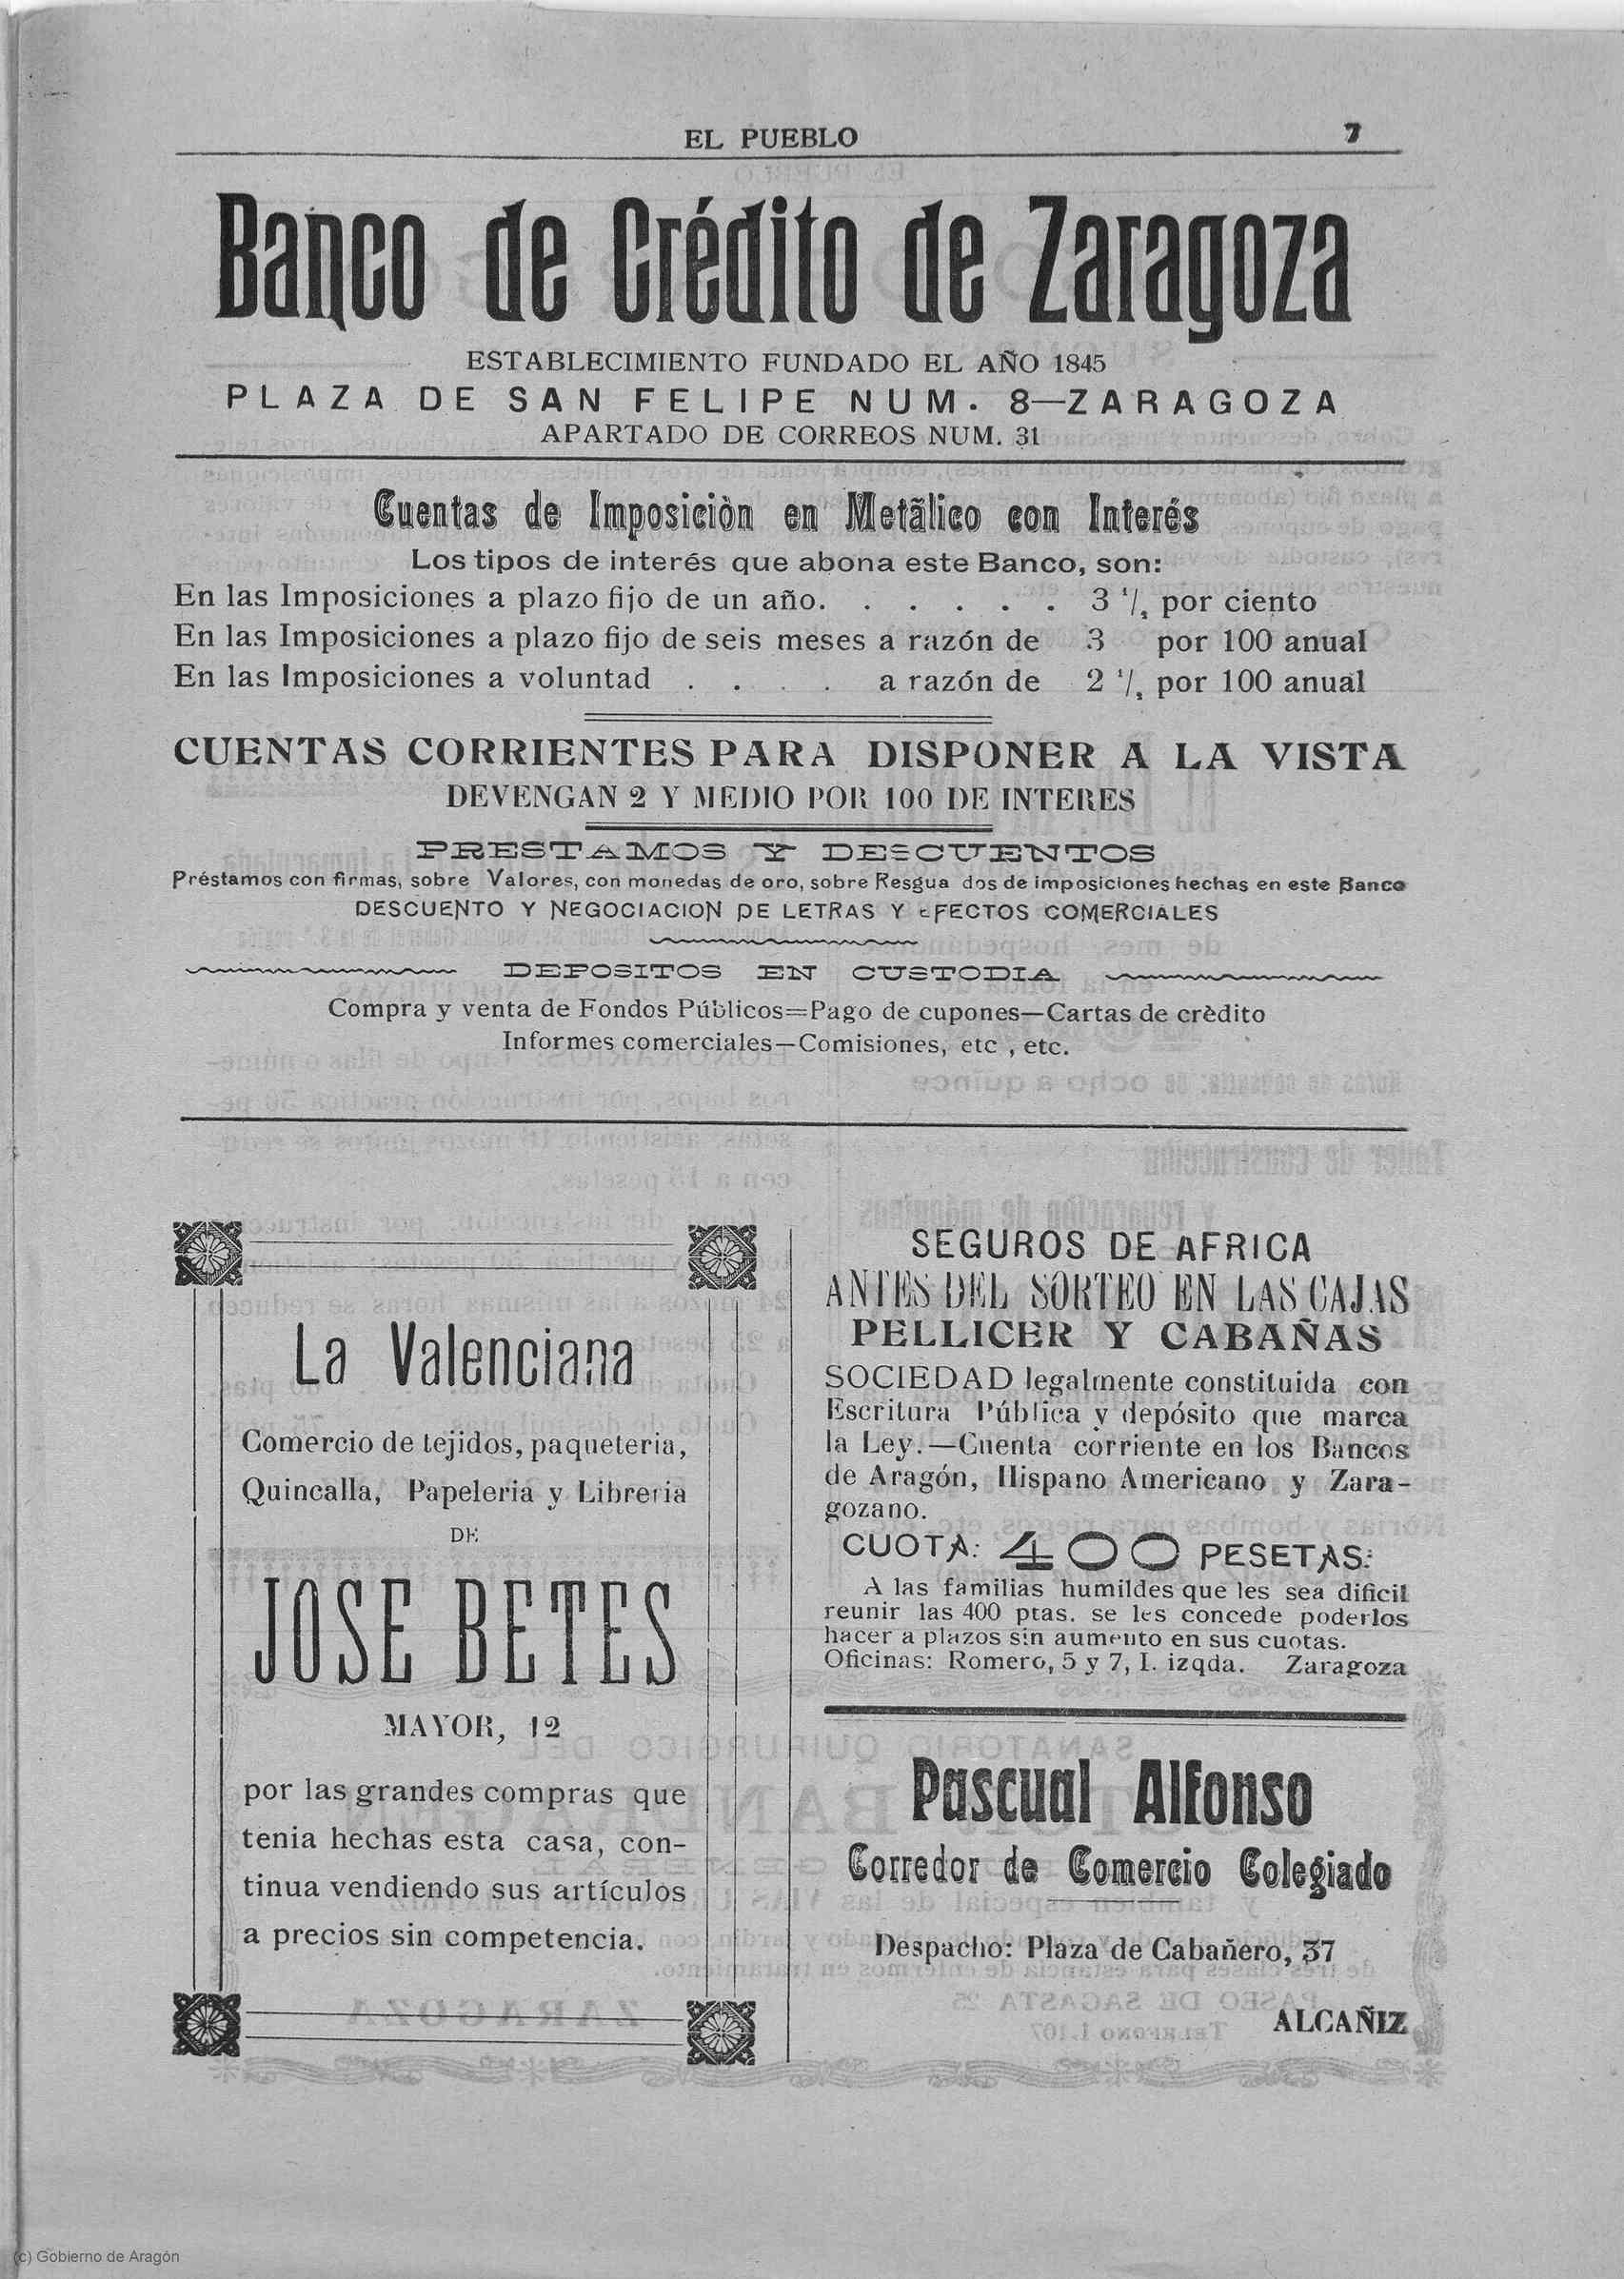 EL PUEBLO 7
Banco de Crédito de Zaragoza
ESTABLECIMIENTO FUNDADO EL AÑO 1845
PLAZA DE SAN FELIPE NUM. 8—ZARAGOZA
APARTADO DE CORREOS NUM. 31
Cuentas de Imposiciòn en Metálico con Interés
Los tipos de interés que abona este Banco, son:
En las Imposiciones a plazo fijo de un año. . . . . . . 3 1/2 por ciento
En las Imposiciones a plazo fijo de seis meses a razón de 3 por 100 anual
En las Imposiciones a voluntad . . . . a razón de 2 1/2 por 100 anual
CUENTAS CORRIENTES PARA DISPONER A LA VISTA
DEVENGAN 2 Y MEDIO POR 100 DE INTERES
PRESTAMOS Y DESCUENTOS
Préstamos con firmas, sobre Valores, con monedas de oro, sobre Resgua dos de imposiciones hechas en este Banco
DESCUENTO Y NEGOCIACION DE LETRAS Y EFECTOS COMERCIALES
DEPOSITOS EN CUSTODIA
Compra y venta de Fondos Públicos=Pago de cupones—Cartas de crèdito
Informes comerciales—Comisiones, etc , etc.
La Valenciana
Comercio de tejidos, paqueteria,
Quincalla, Papeleria y Libreria
DE
JOSE BETES
MAYOR, 12
por las grandes compras que
tenia hechas esta casa, con-
tinua vendiendo sus artículos
a precios sin competencia.
SEGUROS DE AFRICA
ANTES DEL SORTEO EN LAS CAJAS
PELLICER Y CABAÑAS
SOCIEDAD legalmente constituida con
Escritura Pública y depósito que marca
la Ley.—Cuenta corriente en los Bancos
de Aragón, Hispano Americano y Zara-
gozano.
CUOTA: 400 PESETAS:
A las familias humildes que les sea dificil
reunir las 400 ptas. se les concede poderlos
hacer a plazos sin aumento en sus cuotas.
Oficinas: Romero, 5 y 7, I. izqda. Zaragoza
Pascual Alfonso
Corredor de Comercio Colegiado
Despacho: Plaza de Cabañero, 37
ALCAÑIZ
(c) Gobierno de Aragón